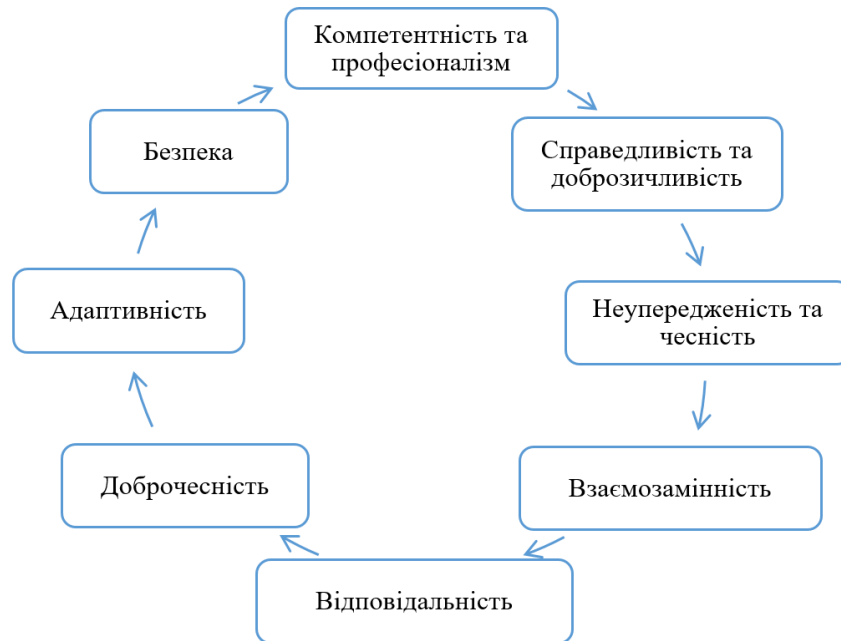 Компетентність та
професіоналізм
Справедливість та
доброзичливість
Неупередженість та
чесність
Взаємозамінність
Відповідальність
Доброчесність
Адаптивність
Безпека